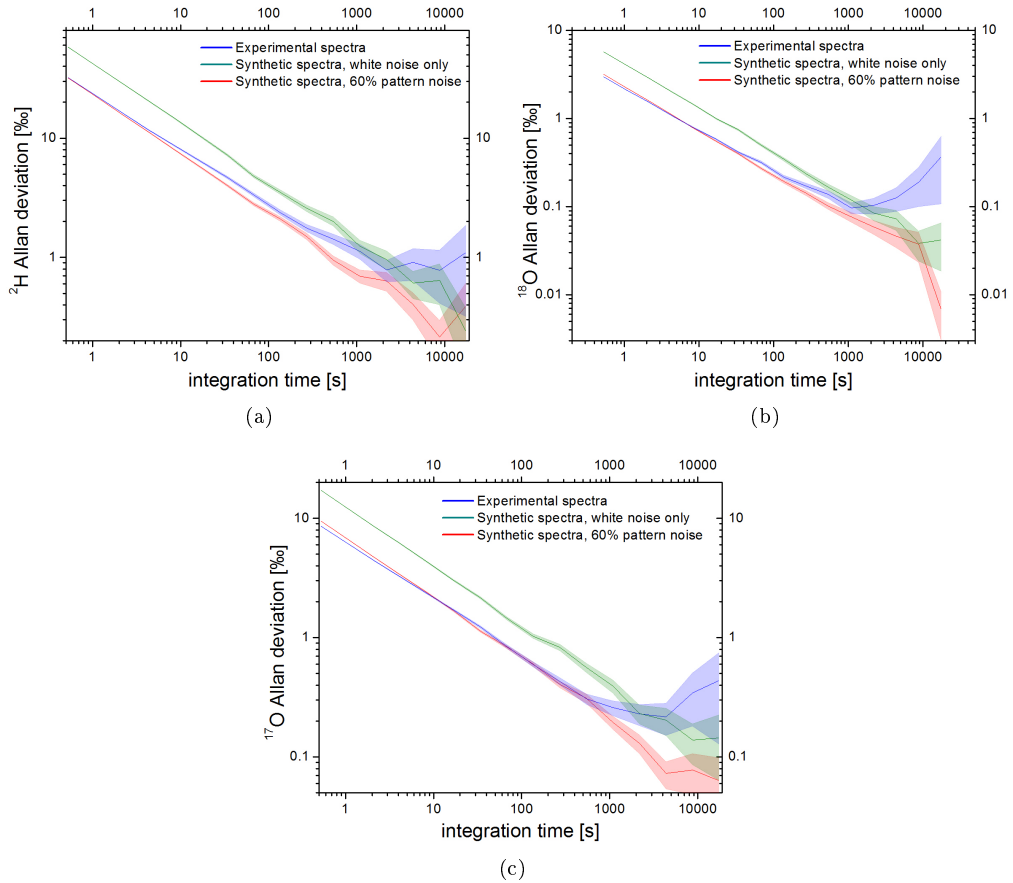 1 10 100 1000 10000
Experimental spectra
Synthetic spectra, white noise only
Synthetic spectra, 60% pattern noise
10
1
²H Allan deviation [‰]
10
1
1 10 100 1000 10000
integration time [s]
(a)
1 10 100 1000 10000
Experimental spectra
Synthetic spectra, white noise only
Synthetic spectra, 60% pattern noise
10
1
0.1
0.01
¹⁸O Allan deviation [‰]
10
1
0.1
0.01
1 10 100 1000 10000
integration time [s]
(b)
1 10 100 1000 10000
Experimental spectra
Synthetic spectra, white noise only
Synthetic spectra, 60% pattern noise
10
1
0.1
¹⁷O Allan deviation [‰]
10
1
0.1
1 10 100 1000 10000
integration time [s]
(c)